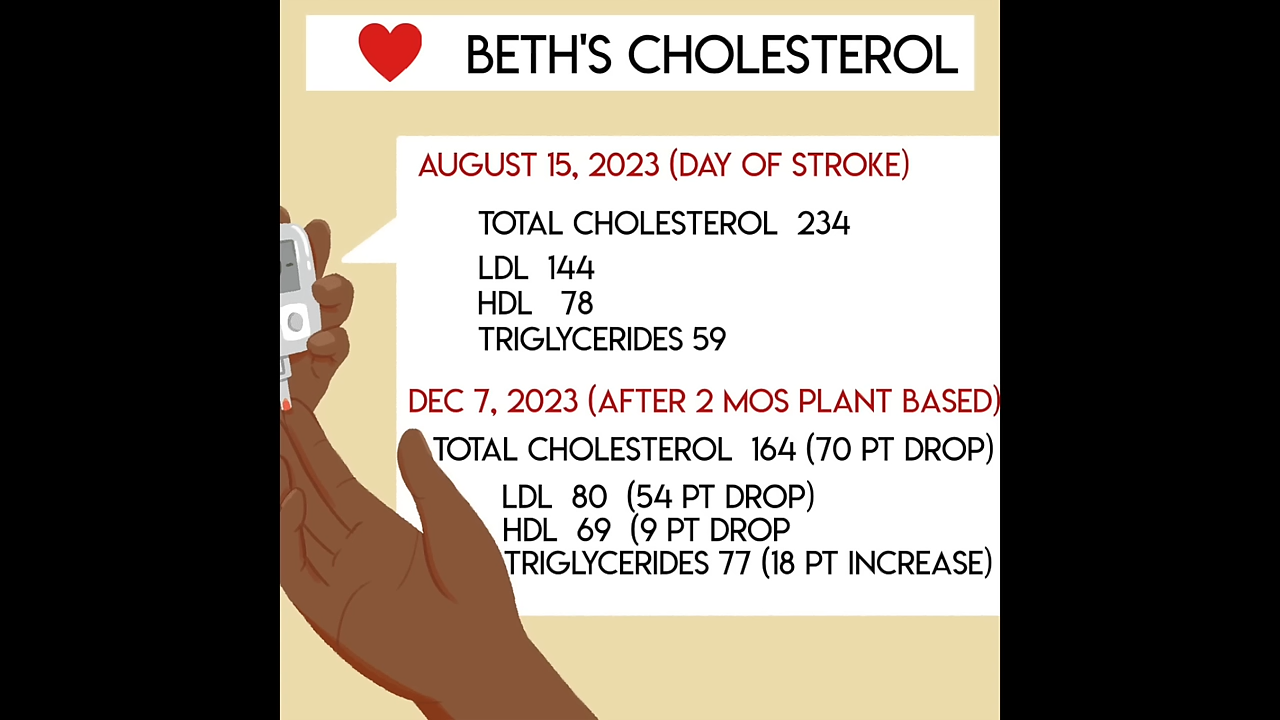 BETH'S CHOLESTEROL
AUGUST 15, 2023 (DAY OF STROKE)
TOTAL CHOLESTEROL 234
LDL 144
HDL 78
TRIGLYCERIDES 59
DEC 7, 2023 (AFTER 2 MOS PLANT BASED)
TOTAL CHOLESTEROL 164 (70 PT DROP)
LDL 80 (54 PT DROP)
HDL 69 (9 PT DROP
TRIGLYCERIDES 77 (18 PT INCREASE)